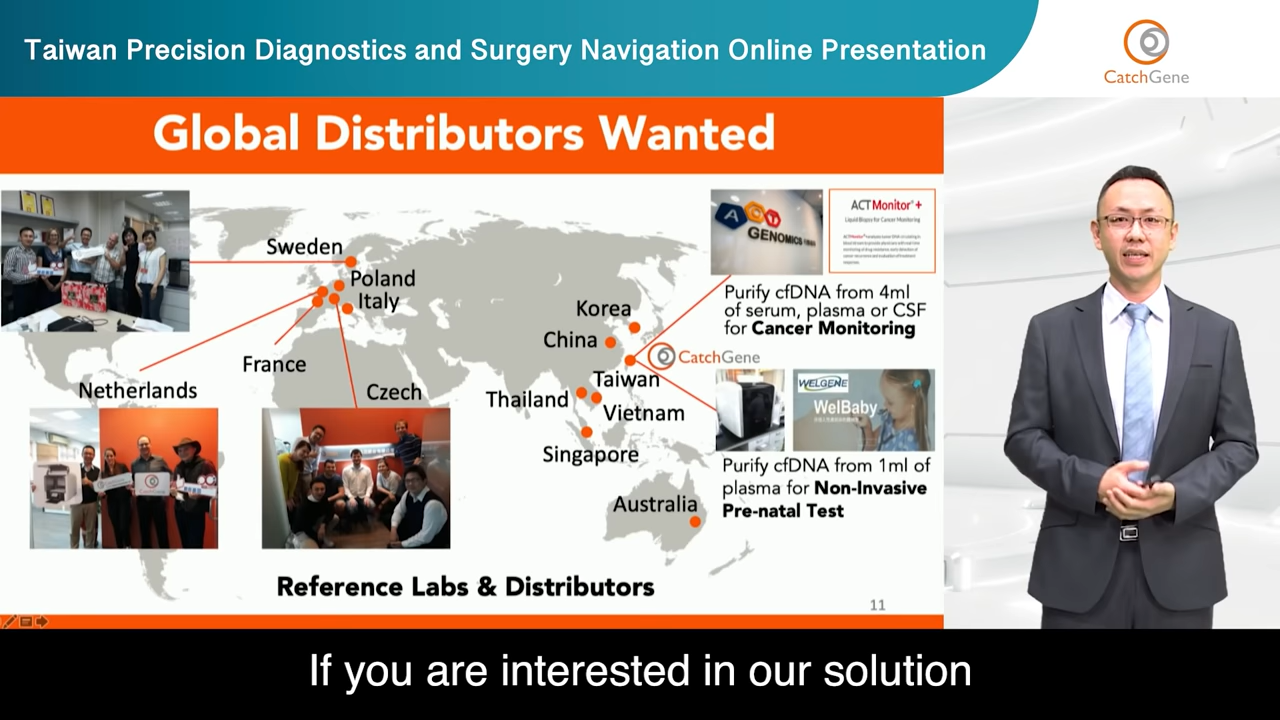 Taiwan Precision Diagnostics and Surgery Navigation Online Presentation
CatchGene
Global Distributors Wanted
Sweden
Poland
Italy
France
Netherlands
Czech
Korea
China
CatchGene
Taiwan
Thailand
Vietnam
Singapore
Australia
ACT
GENOMICS
ACTMonitor®+
Liquid Biopsy for Cancer Monitoring
Purify cfDNA from 4ml
of serum, plasma or CSF
for Cancer Monitoring
WELGENE
WelBaby
Purify cfDNA from 1ml of
plasma for Non-Invasive
Pre-natal Test
Reference Labs & Distributors
11
If you are interested in our solution